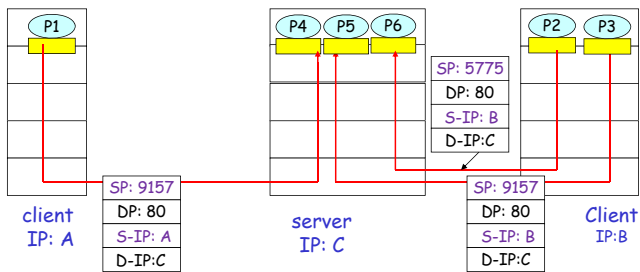 P1
P4 P5 P6
P2 P3
SP: 5775
DP: 80
S-IP: B
D-IP:C
SP: 9157
DP: 80
S-IP: A
D-IP:C
SP: 9157
DP: 80
S-IP: B
D-IP:C
client
IP: A
server
IP: C
Client
IP:B